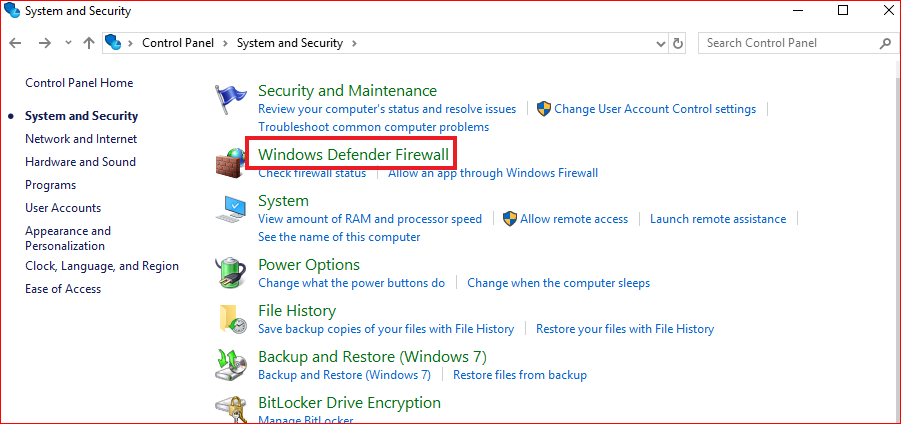 System and Security
Control Panel
System and Security
Search Control Panel
Control Panel Home
System and Security
Network and Internet
Hardware and Sound
Programs
User Accounts
Appearance and
Personalization
Clock, Language, and Region
Ease of Access
Security and Maintenance
Review your computer's status and resolve issues
Change User Account Control settings
Troubleshoot common computer problems
Windows Defender Firewall
Check firewall status
Allow an app through Windows Firewall
System
View amount of RAM and processor speed
Allow remote access
Launch remote assistance
See the name of this computer
Power Options
Change what the power buttons do
Change when the computer sleeps
File History
Save backup copies of your files with File History
Restore your files with File History
Backup and Restore (Windows 7)
Backup and Restore (Windows 7)
Restore files from backup
BitLocker Drive Encryption
Manage BitLocker